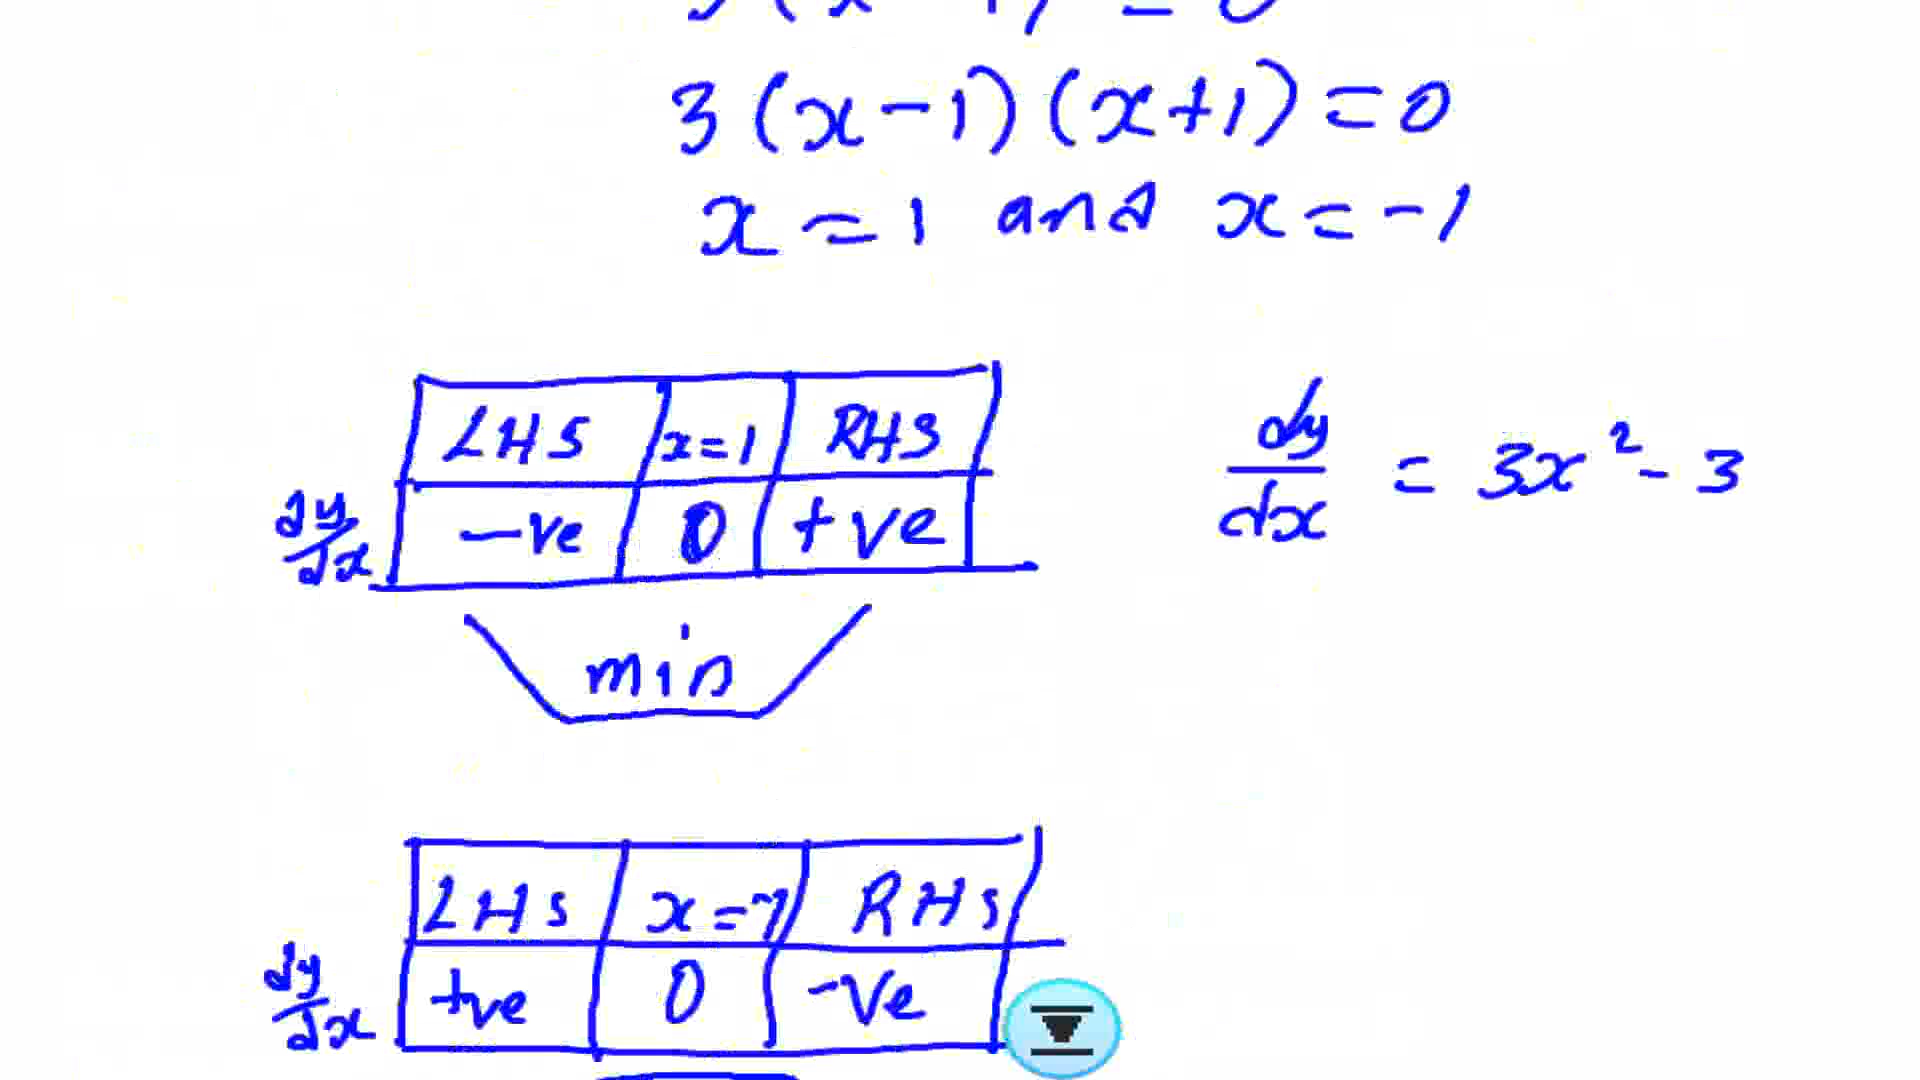 3(x-1)(x+1)=0
x = 1 and x = -1
LHS x=1 RHS
dy/dx -ve 0 +ve
dy/dx = 3x² - 3
min
LHS x=-1 RHS
dy/dx +ve 0 -ve